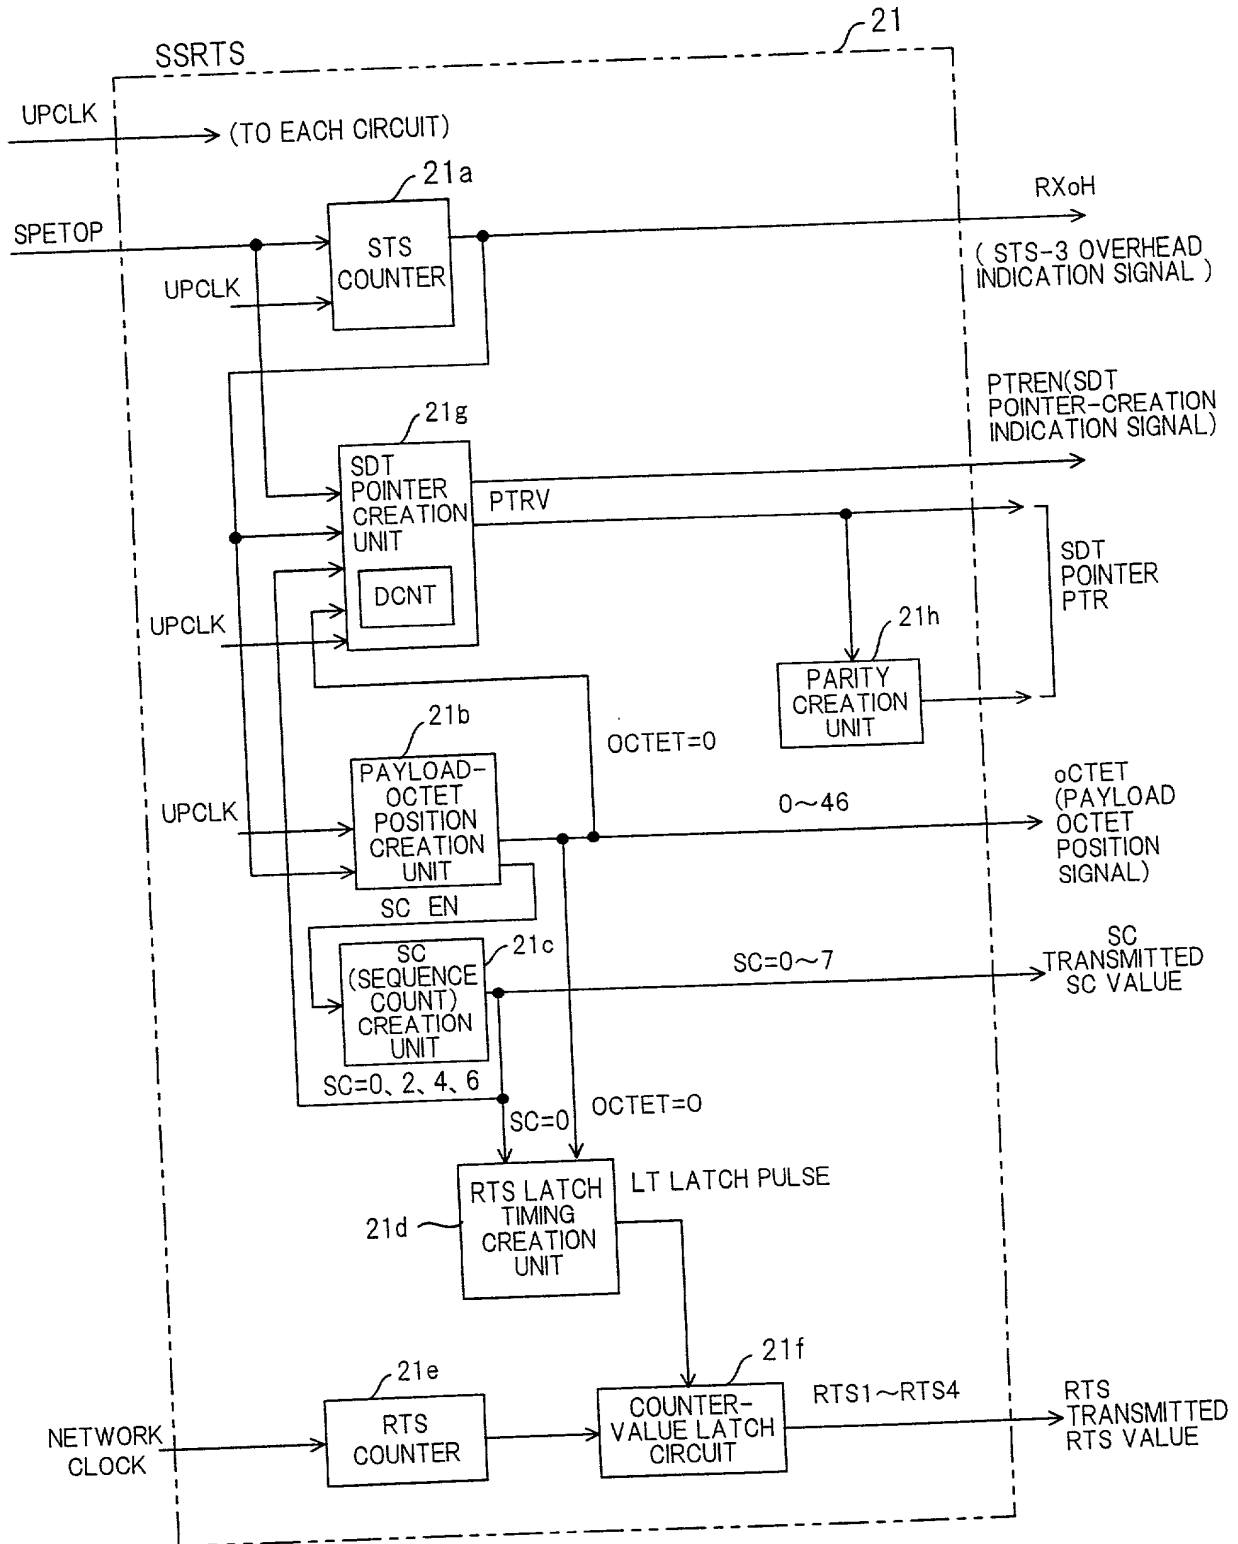 21
SSRTS
UPCLK
(TO EACH CIRCUIT)
21a
RXoH
SPETOP
STS
COUNTER
UPCLK
( STS-3 OVERHEAD
INDICATION SIGNAL )
PTREN(SDT
POINTER-CREATION
INDICATION SIGNAL)
21g
SDT
POINTER
CREATION
UNIT
PTRV
DCNT
UPCLK
SDT
POINTER
PTR
21h
PARITY
CREATION
UNIT
21b
OCTET=0
PAYLOAD-
OCTET
POSITION
CREATION
UNIT
UPCLK
0~46
oCTET
(PAYLOAD
OCTET
POSITION
SIGNAL)
SC EN
21c
SC
(SEQUENCE
COUNT)
CREATION
UNIT
SC=0~7
SC
TRANSMITTED
SC VALUE
SC=0、2、4、6
SC=0
OCTET=0
RTS LATCH
TIMING
CREATION
UNIT
LT LATCH PULSE
21d
21e
21f
NETWORK
CLOCK
RTS
COUNTER
COUNTER-
VALUE LATCH
CIRCUIT
RTS1~RTS4
RTS
TRANSMITTED
RTS VALUE